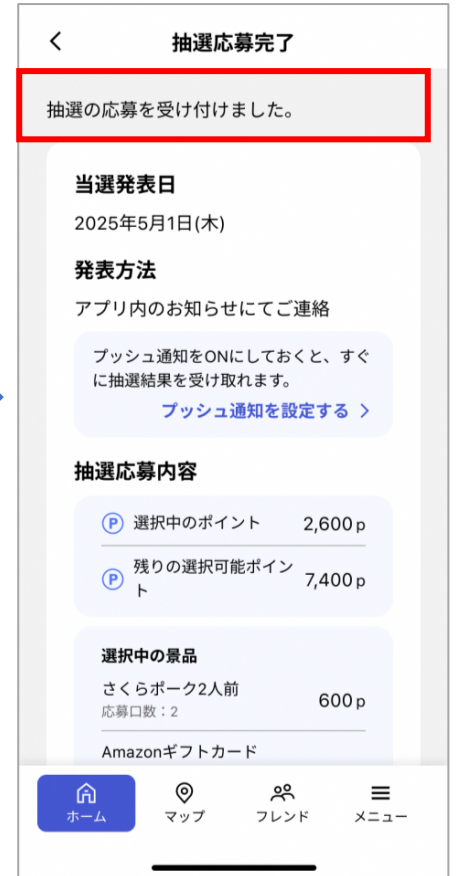 抽選応募完了
抽選の応募を受け付けました。
当選発表日
2025年5月1日(木)
発表方法
アプリ内のお知らせにてご連絡
プッシュ通知をONにしておくと、すぐ
に抽選結果を受け取れます。
プッシュ通知を設定する
抽選応募内容
P 選択中のポイント 2,600 p
P 残りの選択可能ポイン
ト 7,400 p
選択中の景品
さくらポーク2人前 600 p
応募口数：2
Amazonギフトカード
ホーム マップ フレンド メニュー